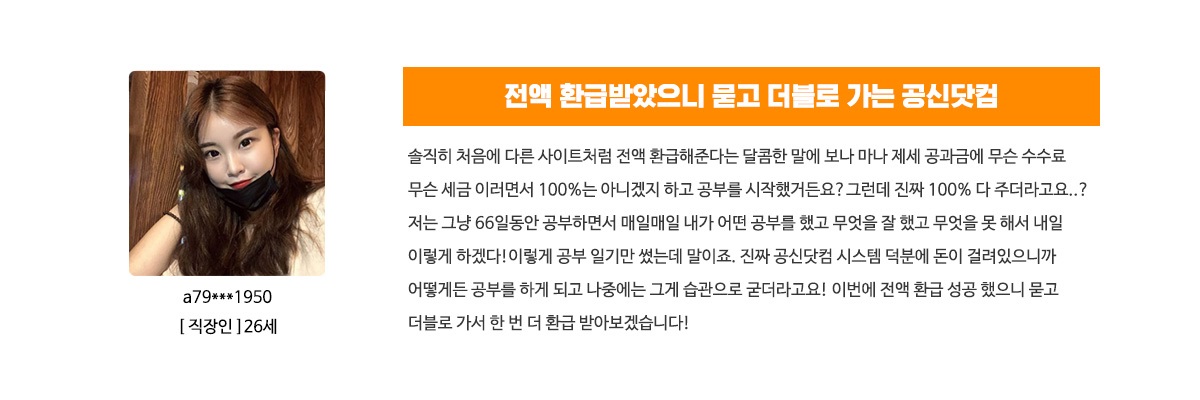 전액 환급받았으니 묻고 더블로 가는 공신닷컴
솔직히 처음에 다른 사이트처럼 전액 환급해준다는 달콤한 말에 보나 마나 제세 공과금에 무슨 수수료
무슨 세금 이러면서 100%는 아니겠지 하고 공부를 시작했거든요? 그런데 진짜 100% 다 주더라고요..?
저는 그냥 66일동안 공부하면서 매일매일 내가 어떤 공부를 했고 무엇을 잘 했고 무엇을 못 해서 내일
이렇게 하겠다! 이렇게 공부 일기만 썼는데 말이죠. 진짜 공신닷컴 시스템 덕분에 돈이 걸려있으니까
어떻게든 공부를 하게 되고 나중에는 그게 습관으로 굳더라고요! 이번에 전액 환급 성공 했으니 묻고
더블로 가서 한 번 더 환급 받아보겠습니다!
a79***1950
[ 직장인 ] 26세